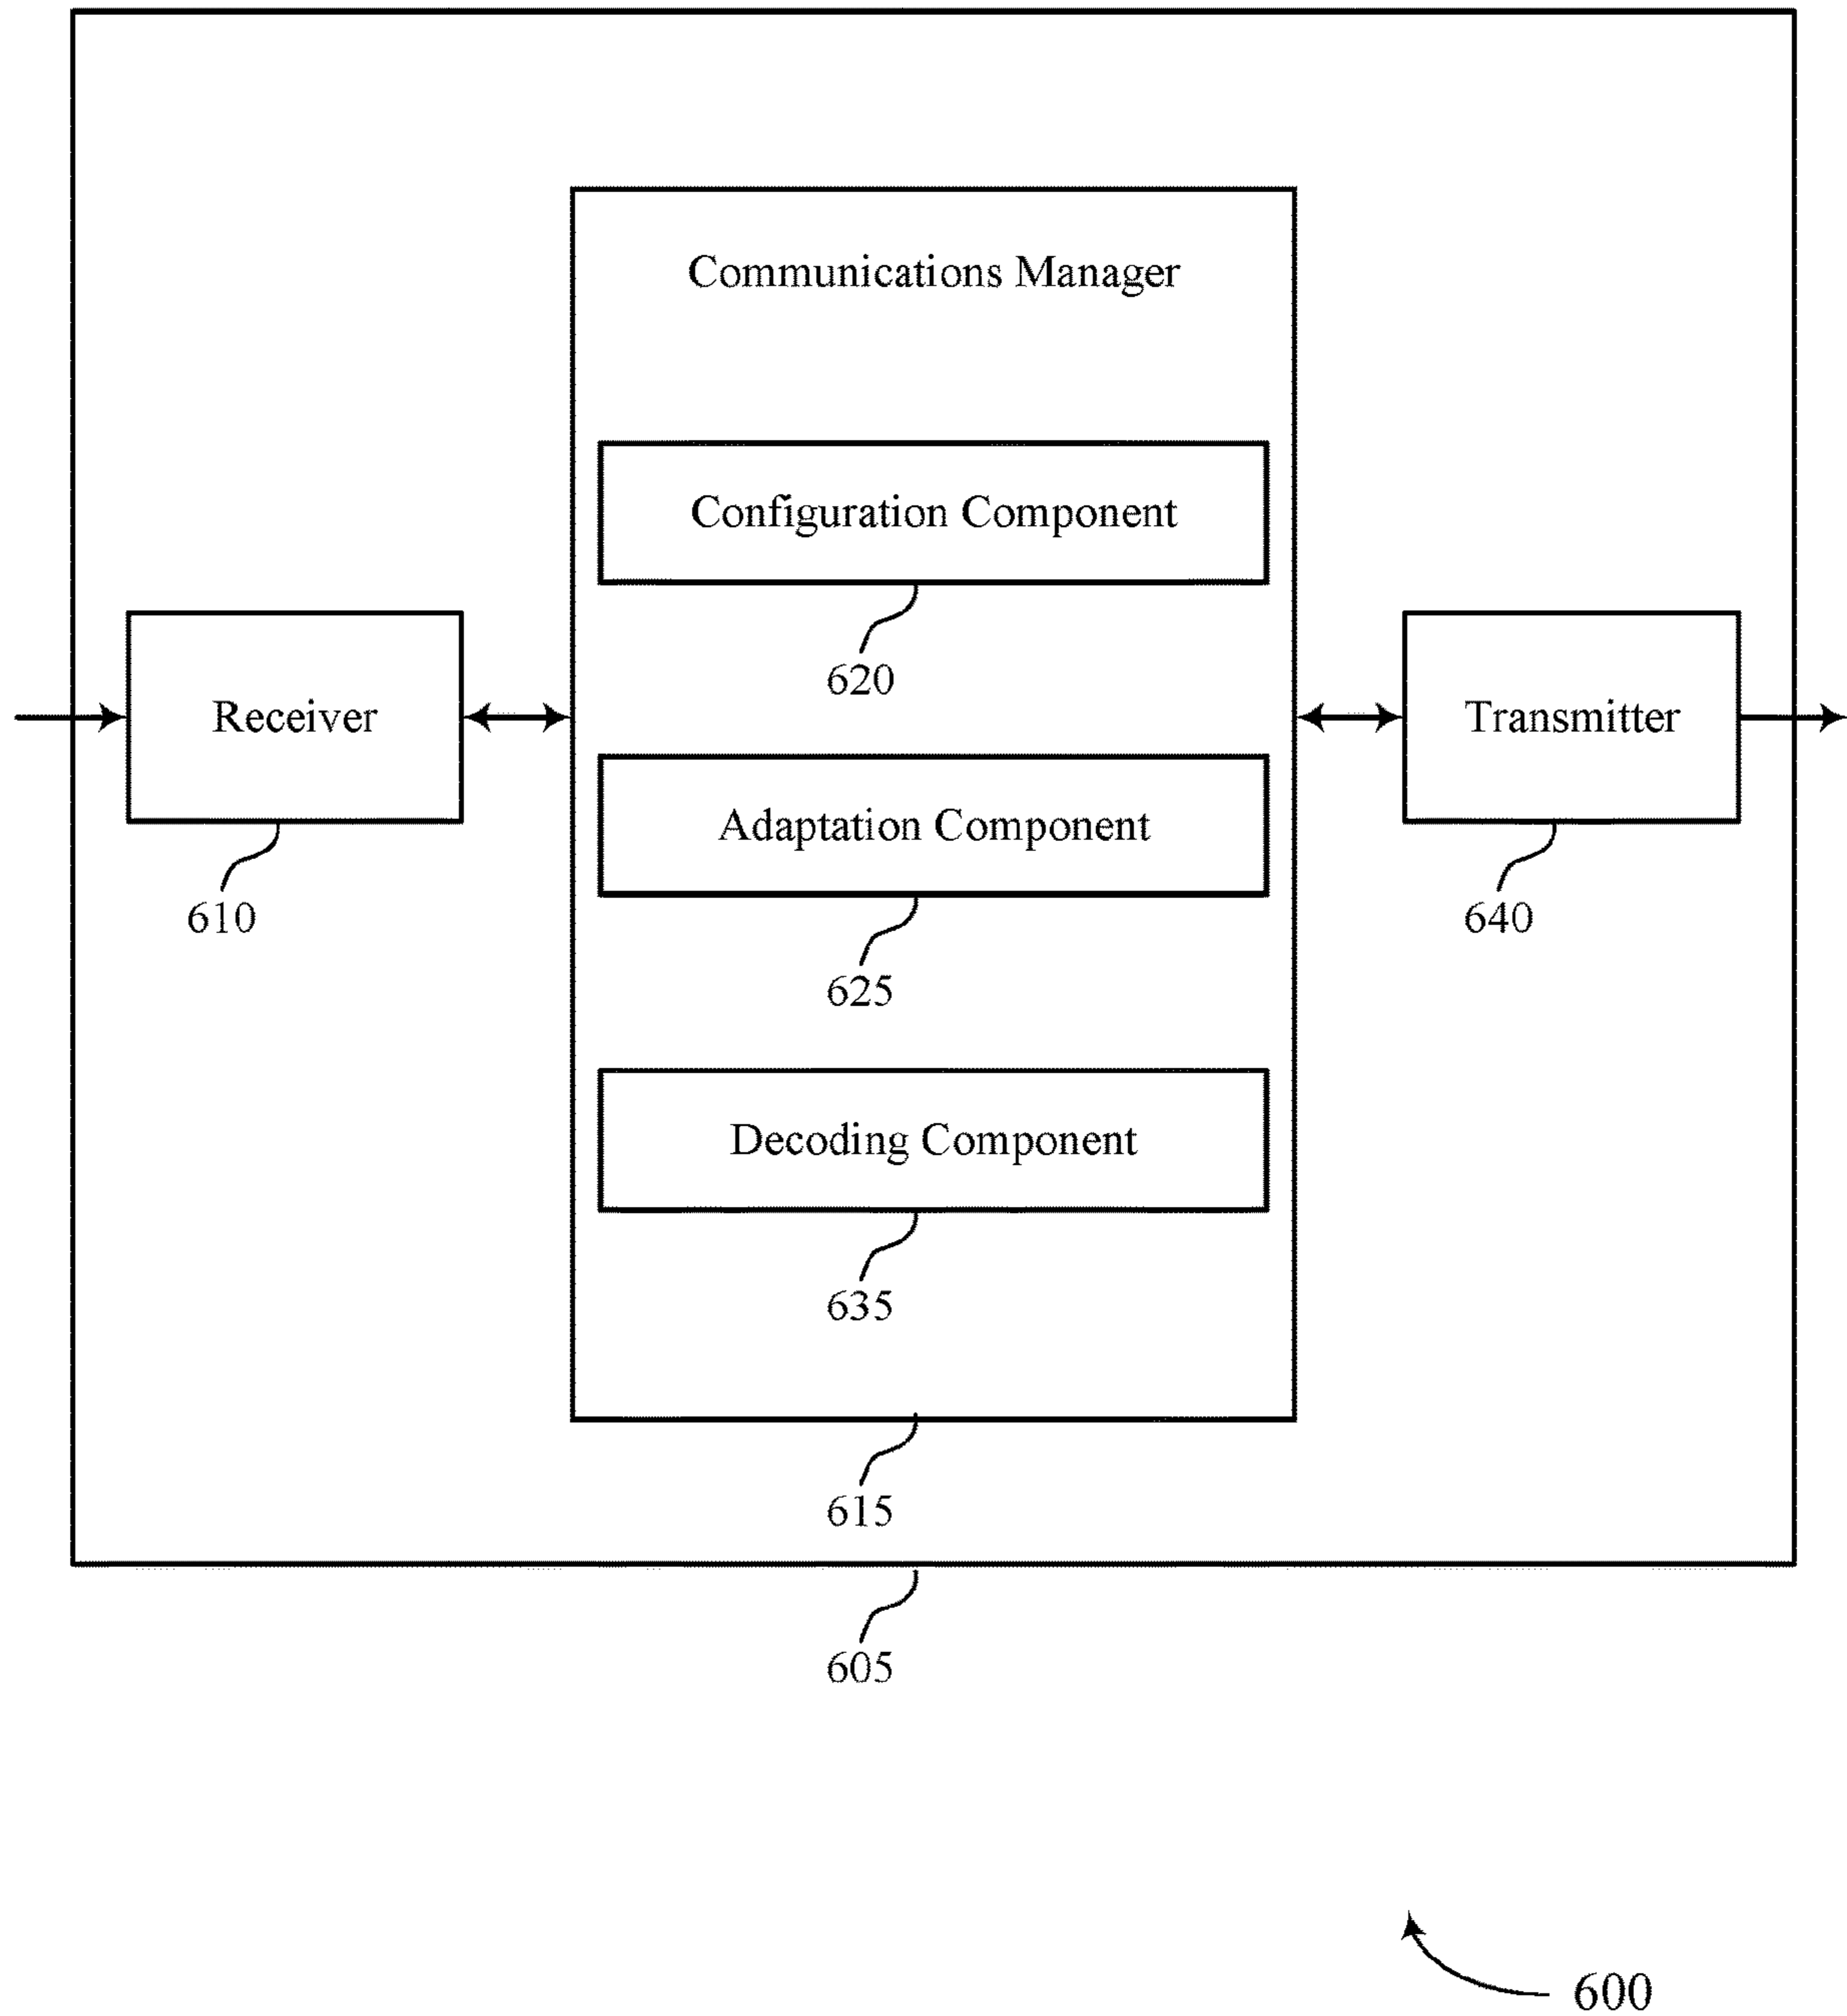 Communications Manager
Configuration Component
620
Receiver
610
Adaptation Component
625
Transmitter
640
Decoding Component
635
615
605
600